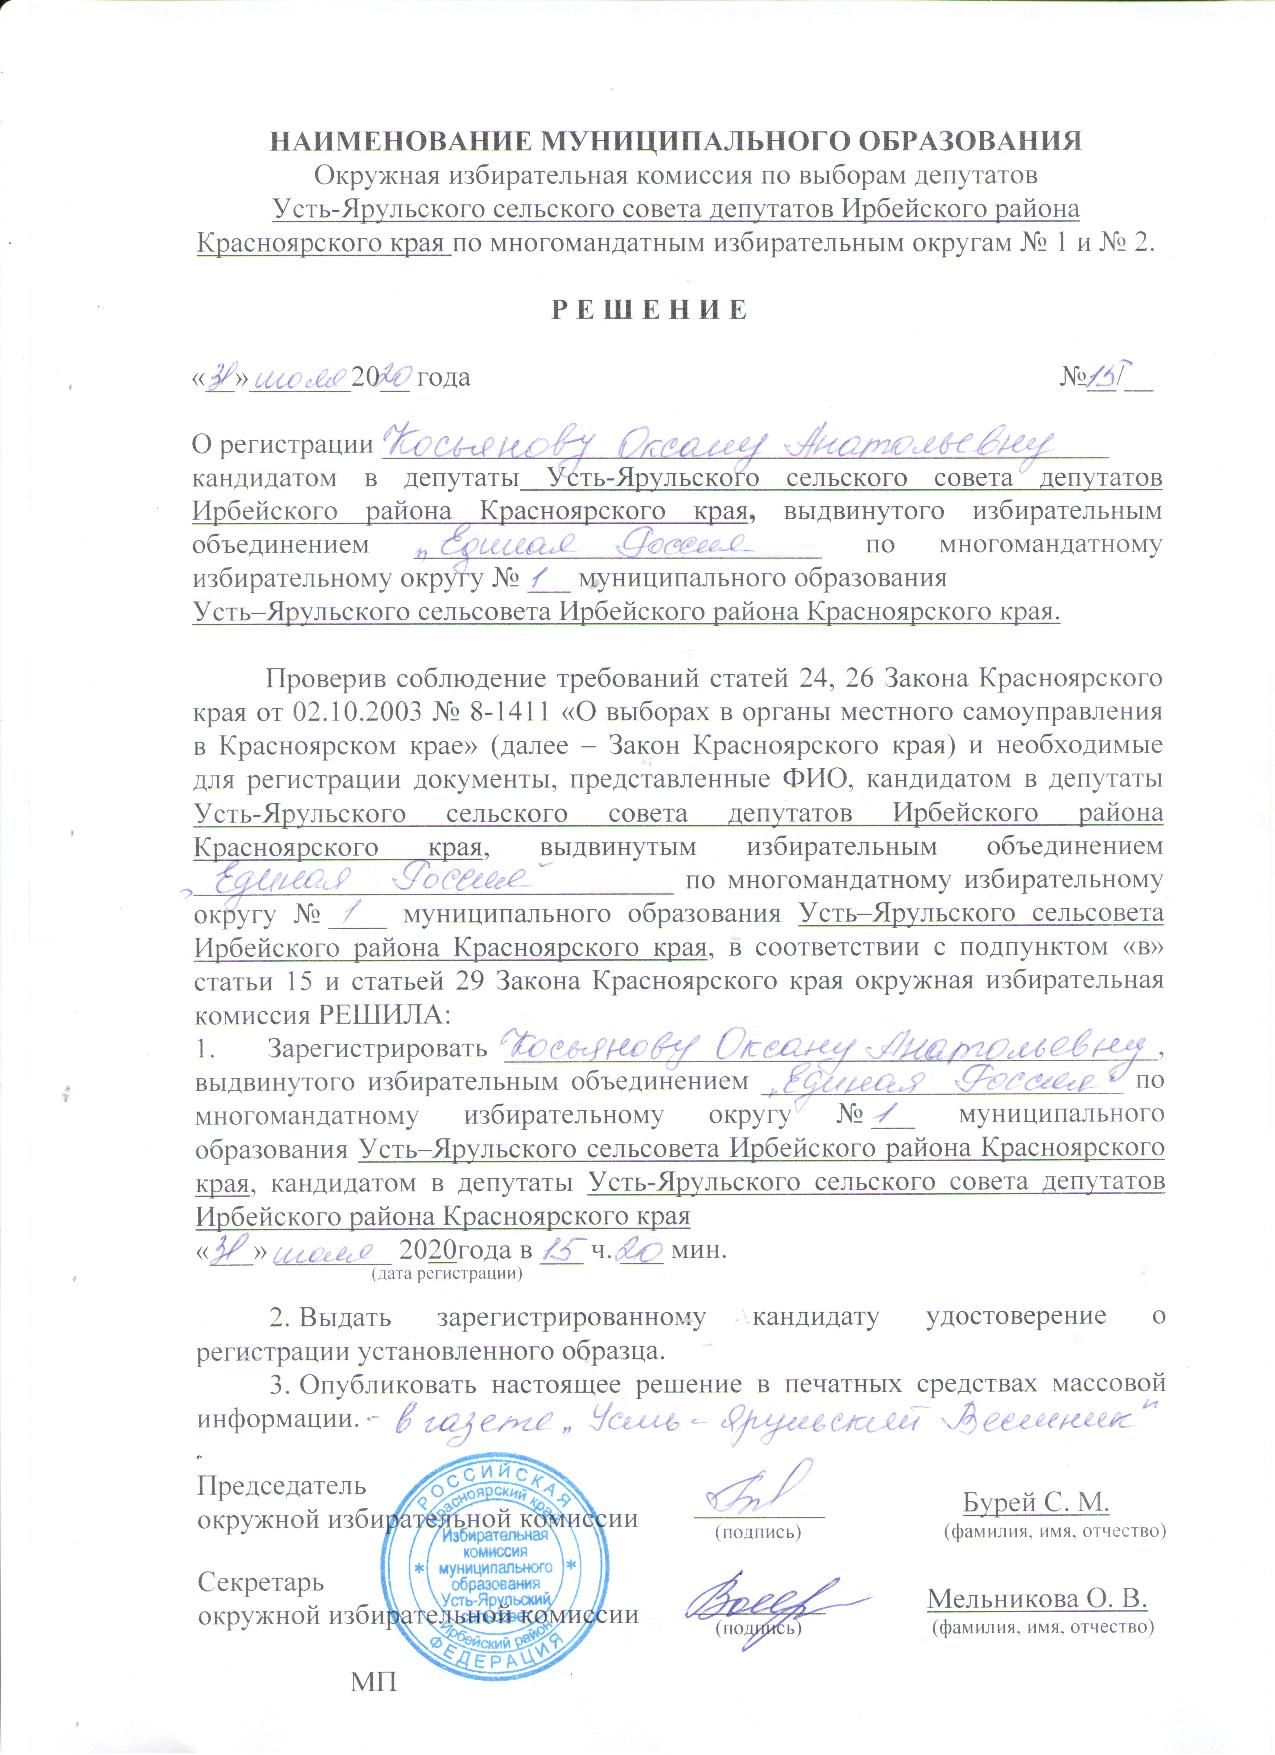 НАИМЕНОВАНИЕ МУНИЦИПАЛЬНОГО ОБРАЗОВАНИЯ
Окружная избирательная комиссия по выборам депутатов
Усть-Ярульского сельского совета депутатов Ирбейского района
Красноярского края по многомандатным избирательным округам № 1 и № 2.
Р Е Ш Е Н И Е
«31» июля 2020 года №15/
О регистрации Косьянову Оксану Анатольевну
кандидатом в депутаты Усть-Ярульского сельского совета депутатов
Ирбейского района Красноярского края, выдвинутого избирательным
объединением „Единая Россия" по многомандатному
избирательному округу № 1 муниципального образования
Усть–Ярульского сельсовета Ирбейского района Красноярского края.
Проверив соблюдение требований статей 24, 26 Закона Красноярского
края от 02.10.2003 № 8-1411 «О выборах в органы местного самоуправления
в Красноярском крае» (далее – Закон Красноярского края) и необходимые
для регистрации документы, представленные ФИО, кандидатом в депутаты
Усть-Ярульского сельского совета депутатов Ирбейского района
Красноярского края, выдвинутым избирательным объединением
„Единая Россия" по многомандатному избирательному
округу № 1 муниципального образования Усть–Ярульского сельсовета
Ирбейского района Красноярского края, в соответствии с подпунктом «в»
статьи 15 и статьей 29 Закона Красноярского края окружная избирательная
комиссия РЕШИЛА:
1. Зарегистрировать Косьянову Оксану Анатольевну,
выдвинутого избирательным объединением „Единая Россия" по
многомандатному избирательному округу № 1 муниципального
образования Усть–Ярульского сельсовета Ирбейского района Красноярского
края, кандидатом в депутаты Усть-Ярульского сельского совета депутатов
Ирбейского района Красноярского края
«31» июля 2020года в 15 ч. 20 мин.
(дата регистрации)
2. Выдать зарегистрированному кандидату удостоверение о
регистрации установленного образца.
3. Опубликовать настоящее решение в печатных средствах массовой
информации. - в газете „Усть-Ярульский Вестник"
Председатель
окружной избирательной комиссии Бурей С. М.
(подпись) (фамилия, имя, отчество)
Секретарь
окружной избирательной комиссии Мельникова О. В.
(подпись) (фамилия, имя, отчество)
МП
РОССИЙСКАЯ
Красноярский край
Избирательная
комиссия
муниципального
образования
Усть-Ярульский
сельсовет
Ирбейский район
ФЕДЕРАЦИЯ